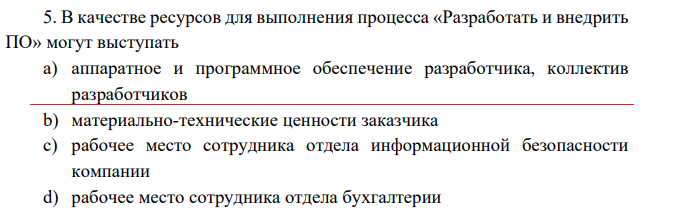 5. В качестве ресурсов для выполнения процесса «Разработать и внедрить
ПО» могут выступать
a) аппаратное и программное обеспечение разработчика, коллектив
разработчиков
b) материально-технические ценности заказчика
c) рабочее место сотрудника отдела информационной безопасности
компании
d) рабочее место сотрудника отдела бухгалтерии